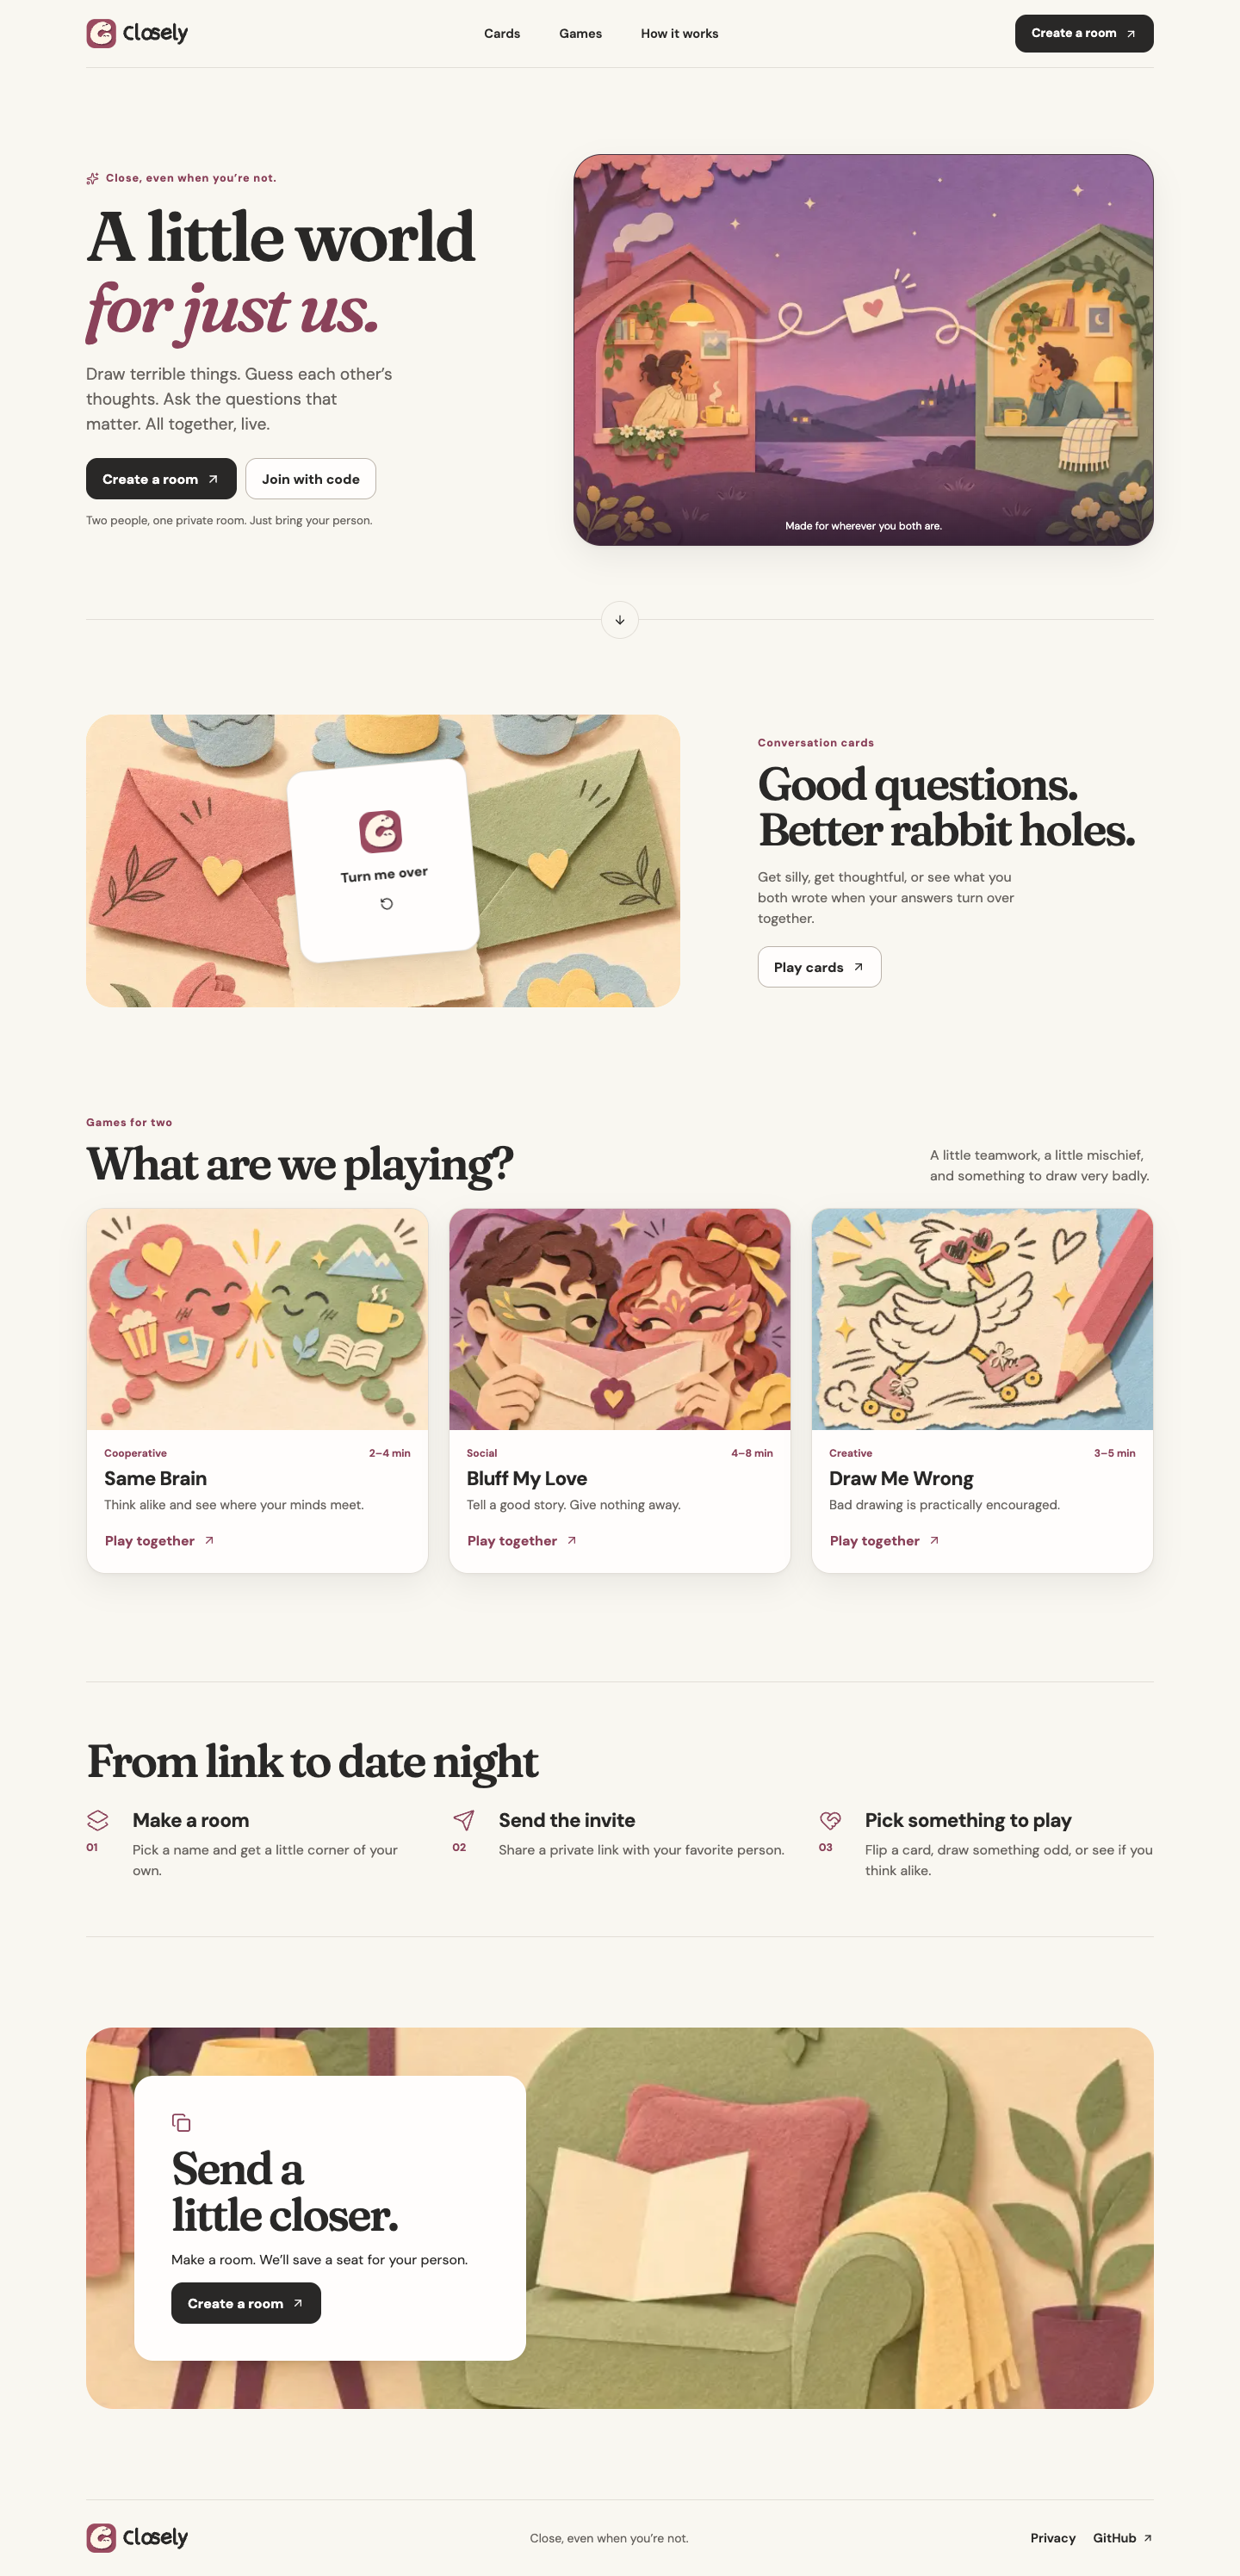 Closely
Cards
Games
How it works
Create a room
Close, even when you’re not.
A little world
for just us.
Draw terrible things. Guess each other’s
thoughts. Ask the questions that
matter. All together, live.
Create a room
Join with code
Two people, one private room. Just bring your person.
Made for wherever you both are.
Turn me over
Conversation cards
Good questions.
Better rabbit holes.
Get silly, get thoughtful, or see what you
both wrote when your answers turn over
together.
Play cards
Games for two
What are we playing?
A little teamwork, a little mischief,
and something to draw very badly.
Cooperative
2–4 min
Same Brain
Think alike and see where your minds meet.
Play together
Social
4–8 min
Bluff My Love
Tell a good story. Give nothing away.
Play together
Creative
3–5 min
Draw Me Wrong
Bad drawing is practically encouraged.
Play together
From link to date night
01
Make a room
Pick a name and get a little corner of your
own.
02
Send the invite
Share a private link with your favorite person.
03
Pick something to play
Flip a card, draw something odd, or see if you
think alike.
Send a
little closer.
Make a room. We’ll save a seat for your person.
Create a room
Closely
Close, even when you’re not.
Privacy
GitHub